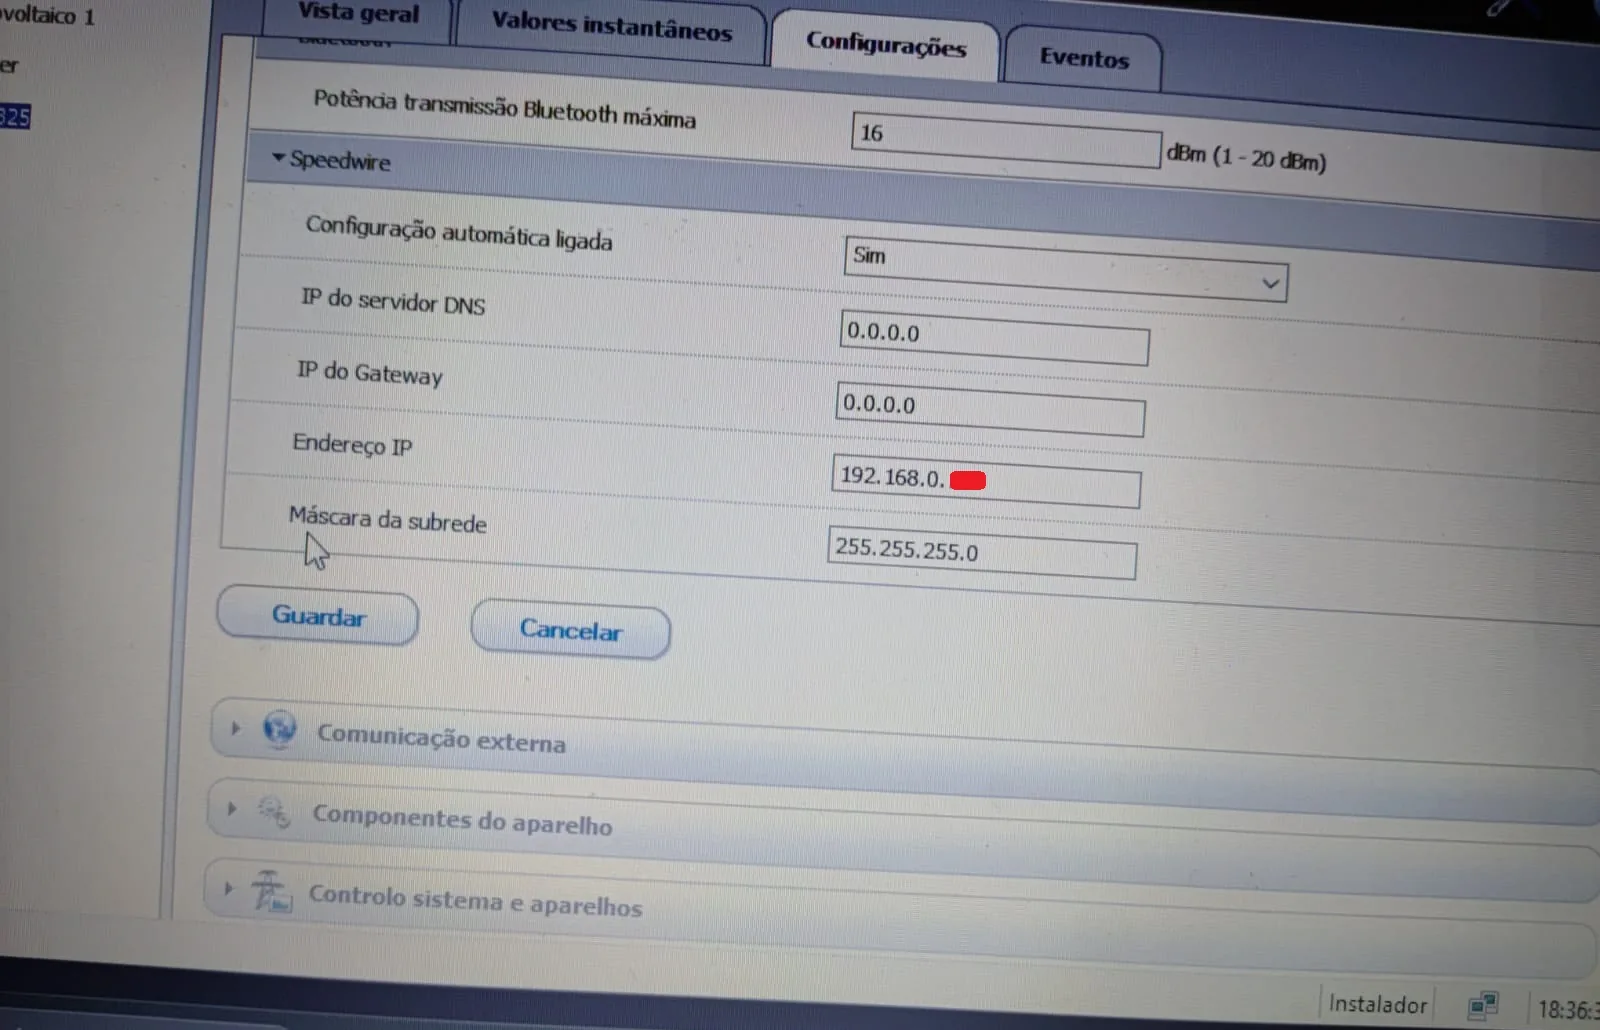 voltaico 1
er
325
Vista geral
Valores instantâneos
Configurações
Eventos
Bluetooth
Potência transmissão Bluetooth máxima
16
dBm (1 - 20 dBm)
Speedwire
Configuração automática ligada
Sim
IP do servidor DNS
0.0.0.0
IP do Gateway
0.0.0.0
Endereço IP
192.168.0.
Máscara da subrede
255.255.255.0
Guardar
Cancelar
Comunicação externa
Componentes do aparelho
Controlo sistema e aparelhos
Instalador
18:36:3